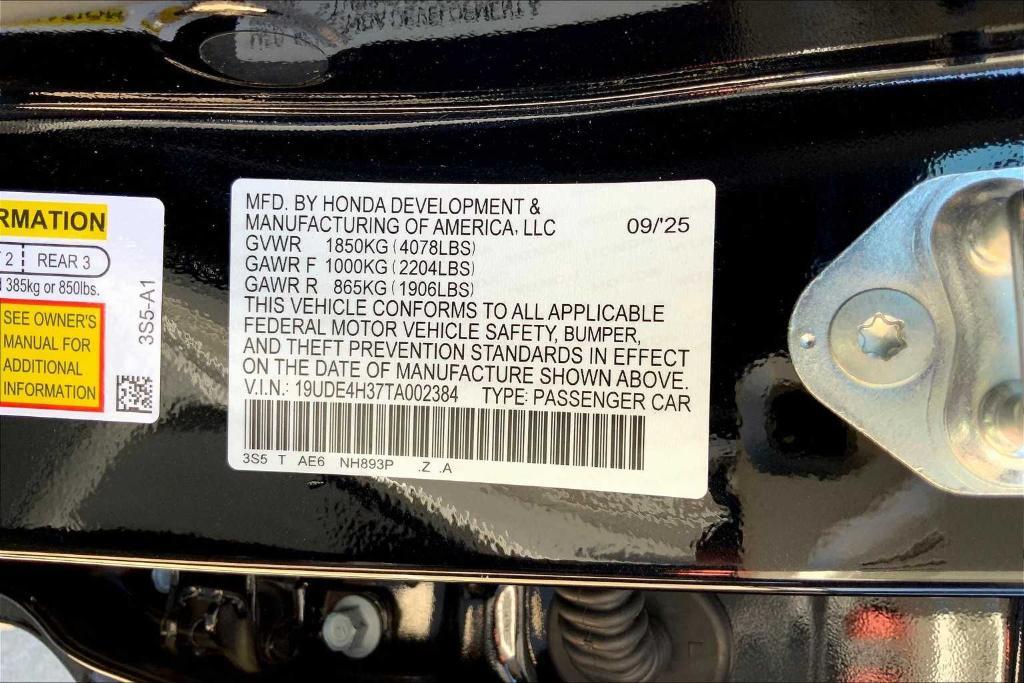 RMATION
2 REAR 3
385kg or 850lbs.
SEE OWNER'S
MANUAL FOR
ADDITIONAL
INFORMATION
3S5-A1
MFD. BY HONDA DEVELOPMENT &
MANUFACTURING OF AMERICA, LLC 09/'25
GVWR 1850KG (4078LBS)
GAWR F 1000KG (2204LBS)
GAWR R 865KG (1906LBS)
THIS VEHICLE CONFORMS TO ALL APPLICABLE
FEDERAL MOTOR VEHICLE SAFETY, BUMPER,
AND THEFT PREVENTION STANDARDS IN EFFECT
ON THE DATE OF MANUFACTURE SHOWN ABOVE.
V.I.N.: 19UDE4H37TA002384 TYPE: PASSENGER CAR
3S5 T AE6 NH893P .Z .A
L